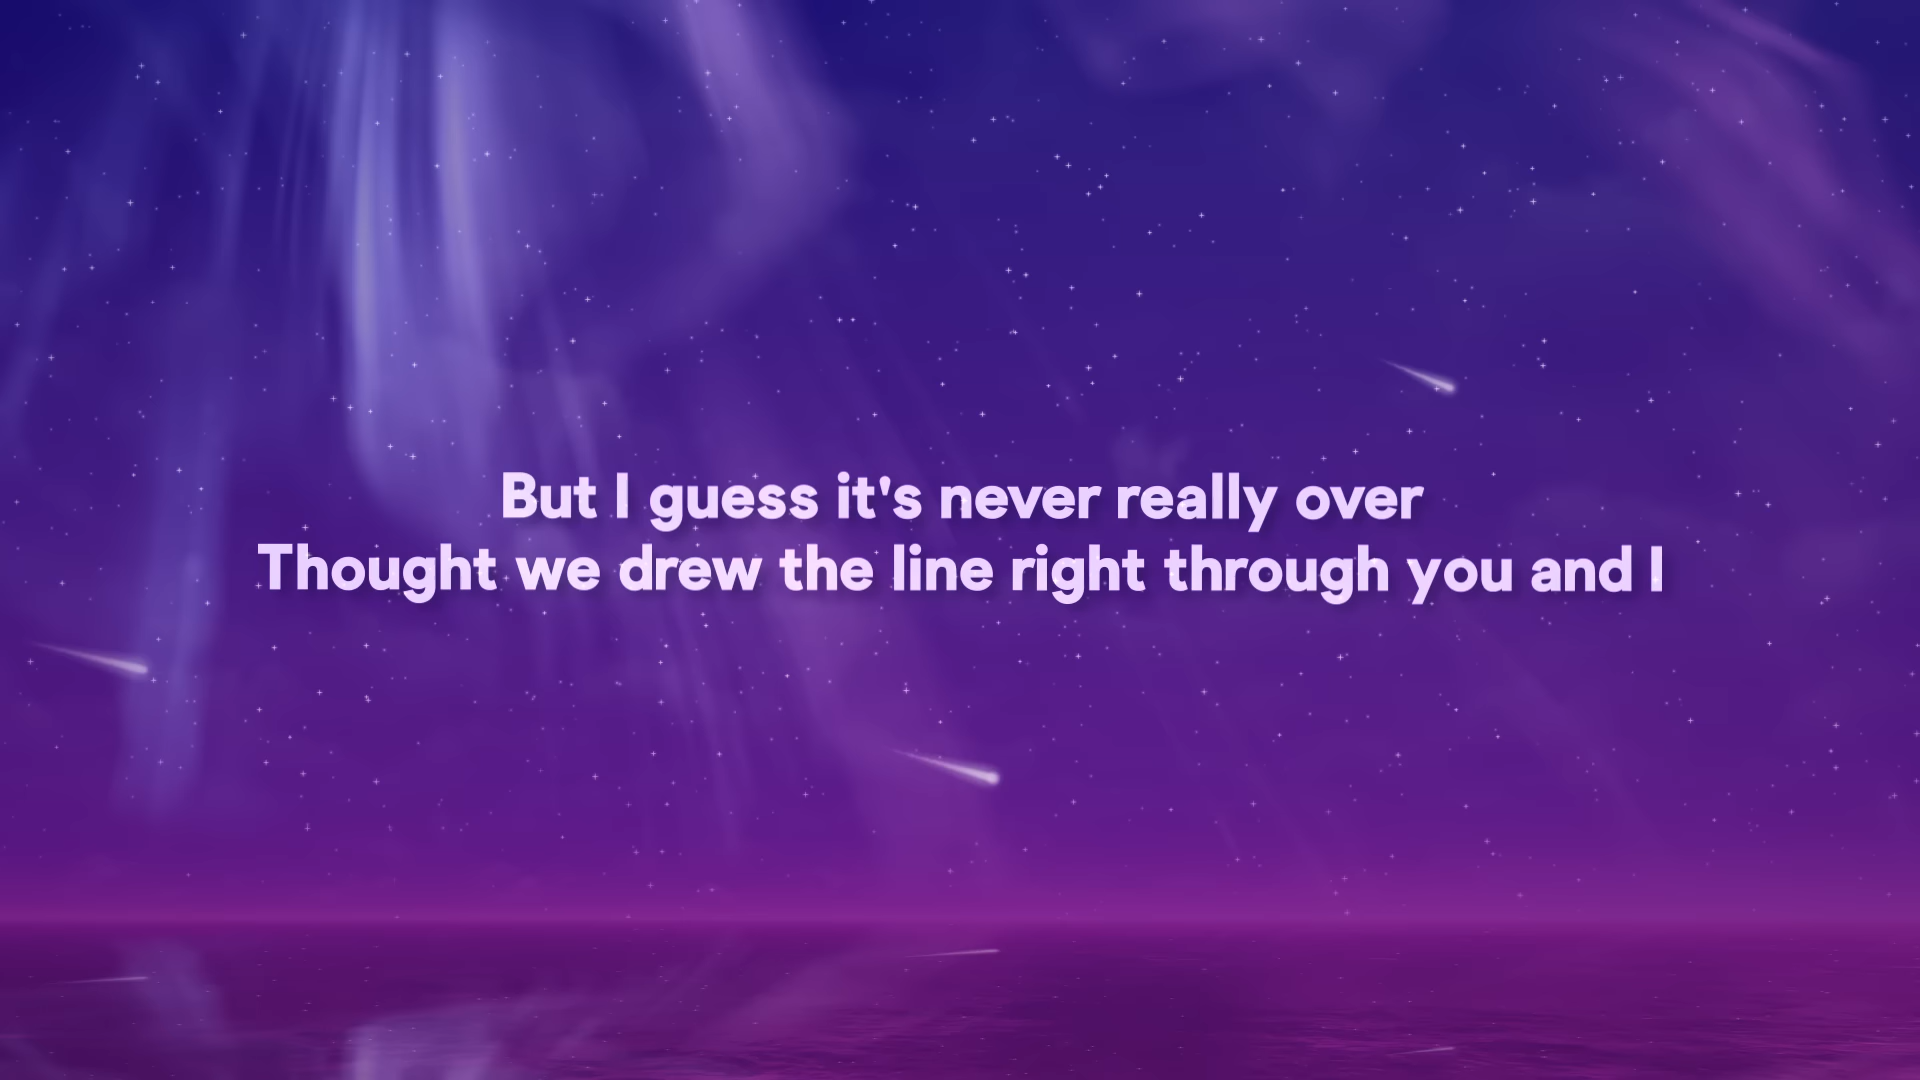 But I guess it's never really over
Thought we drew the line right through you and I